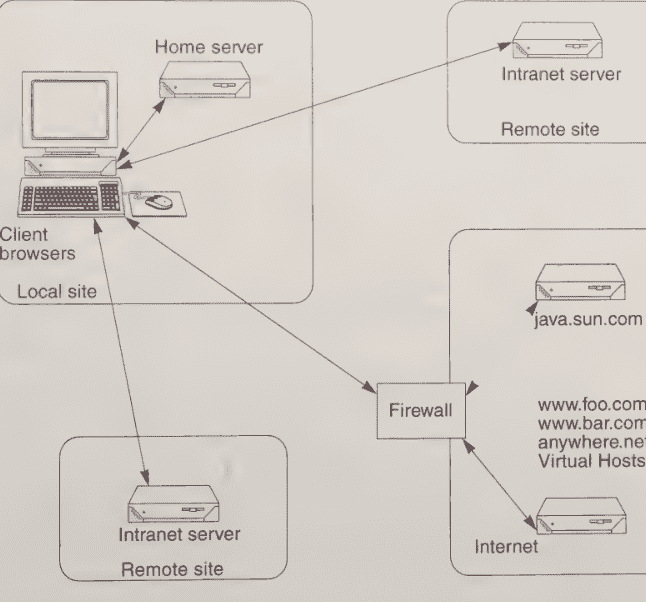 Home server
Client
browsers
Local site
Intranet server
Remote site
java.sun.com
Firewall
www.foo.com
www.bar.com
anywhere.net
Virtual Hosts
Internet
Intranet server
Remote site